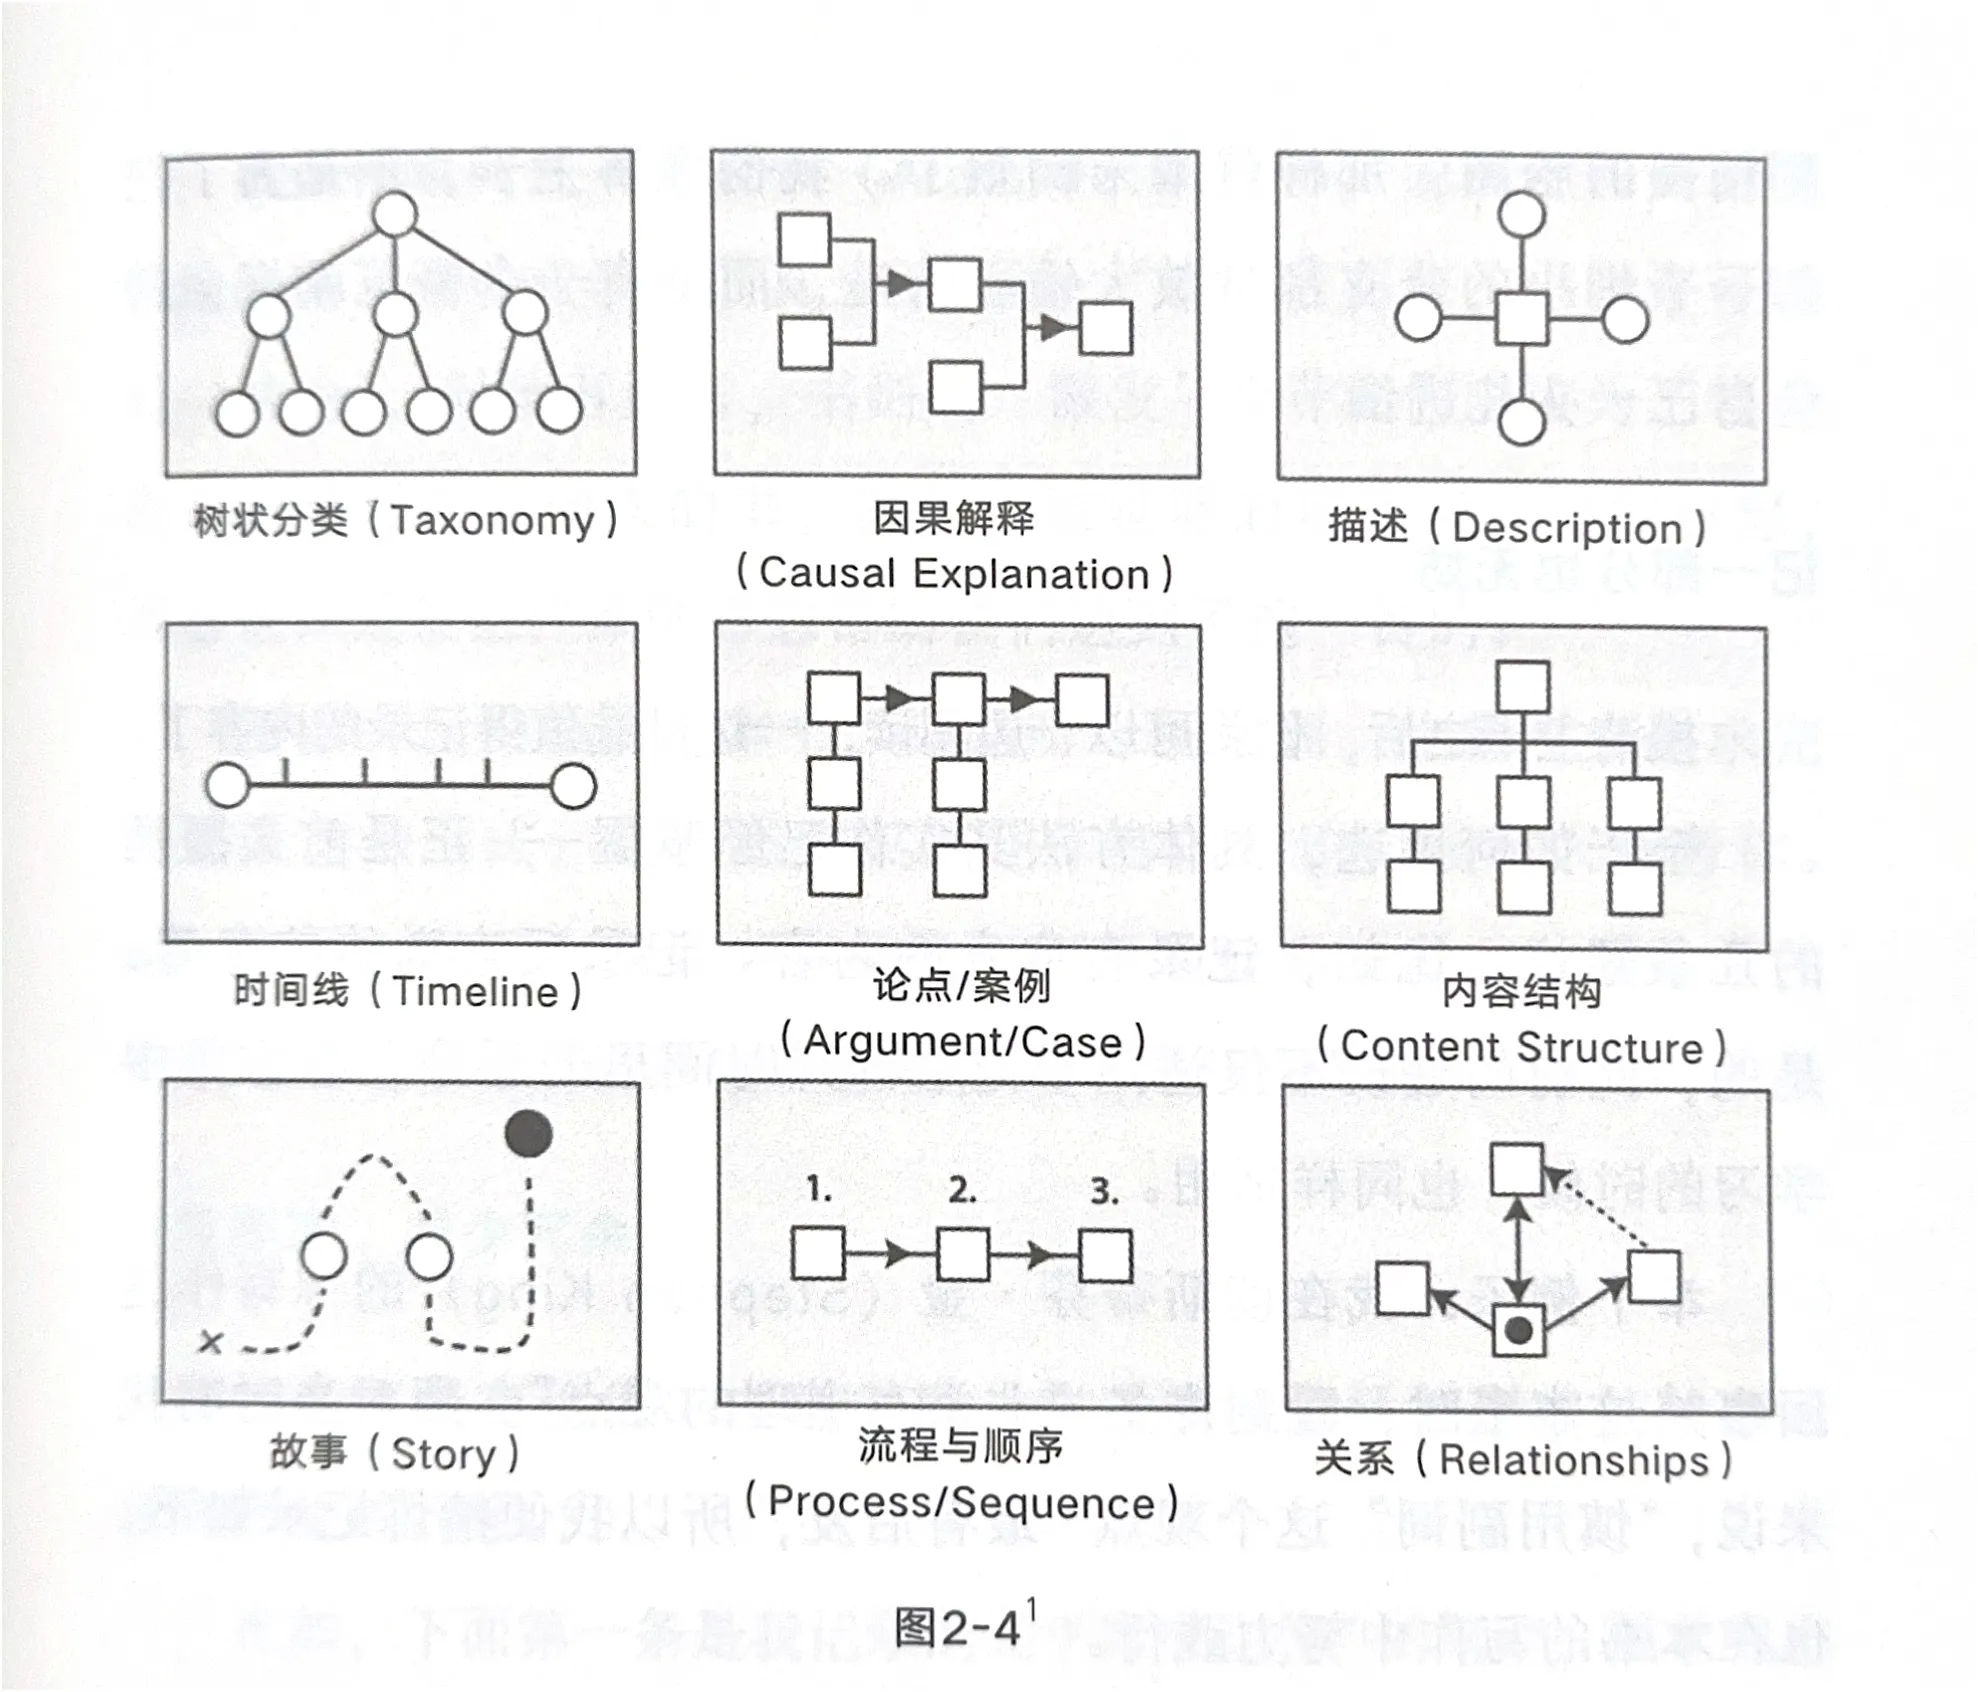 树状分类（Taxonomy）
因果解释
（Causal Explanation）
描述（Description）
时间线（Timeline）
论点/案例
（Argument/Case）
内容结构
（Content Structure）
1. 2. 3.
故事（Story）
流程与顺序
（Process/Sequence）
关系（Relationships）
图2-4¹